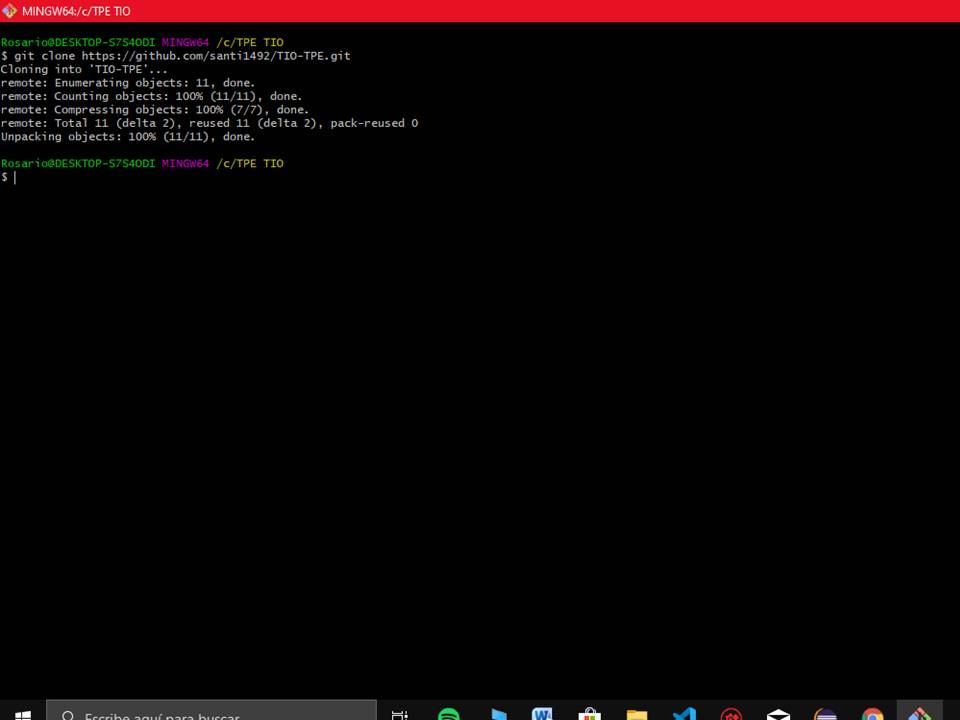 MINGW64:/c/TPE TIO
Rosario@DESKTOP-S7S4ODI MINGW64 /c/TPE TIO
$ git clone https://github.com/santi1492/TIO-TPE.git
Cloning into 'TIO-TPE'...
remote: Enumerating objects: 11, done.
remote: Counting objects: 100% (11/11), done.
remote: Compressing objects: 100% (7/7), done.
remote: Total 11 (delta 2), reused 11 (delta 2), pack-reused 0
Unpacking objects: 100% (11/11), done.
Rosario@DESKTOP-S7S4ODI MINGW64 /c/TPE TIO
$
Escribe aquí para buscar